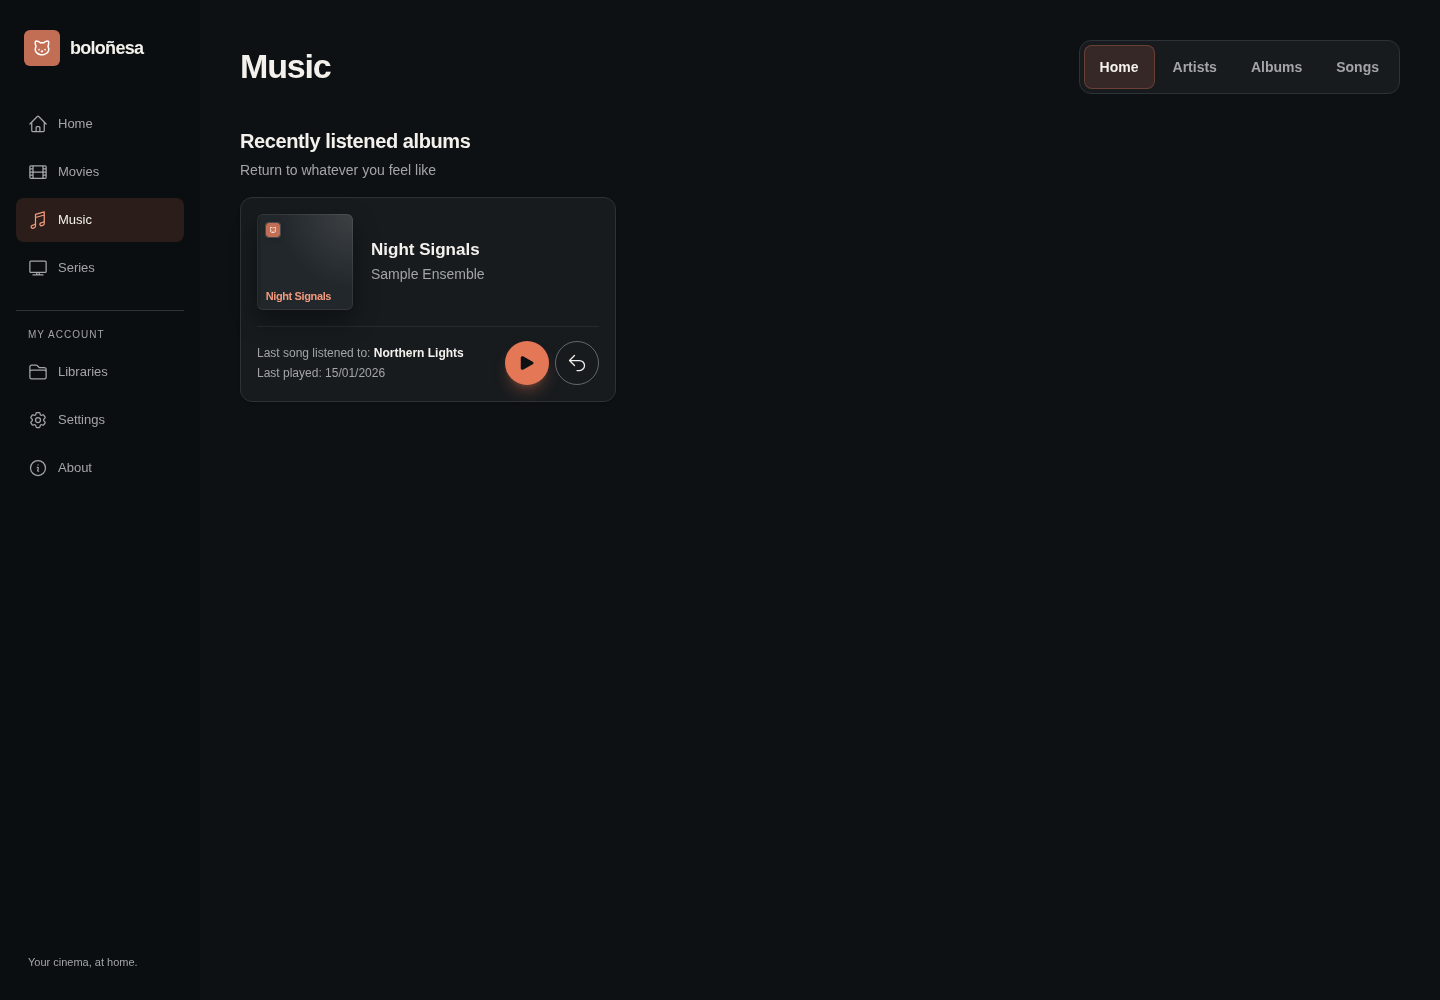 boloñesa
Home
Movies
Music
Series
MY ACCOUNT
Libraries
Settings
About
Your cinema, at home.
Music
Home Artists Albums Songs
Recently listened albums
Return to whatever you feel like
Night Signals
Night Signals
Sample Ensemble
Last song listened to: Northern Lights
Last played: 15/01/2026